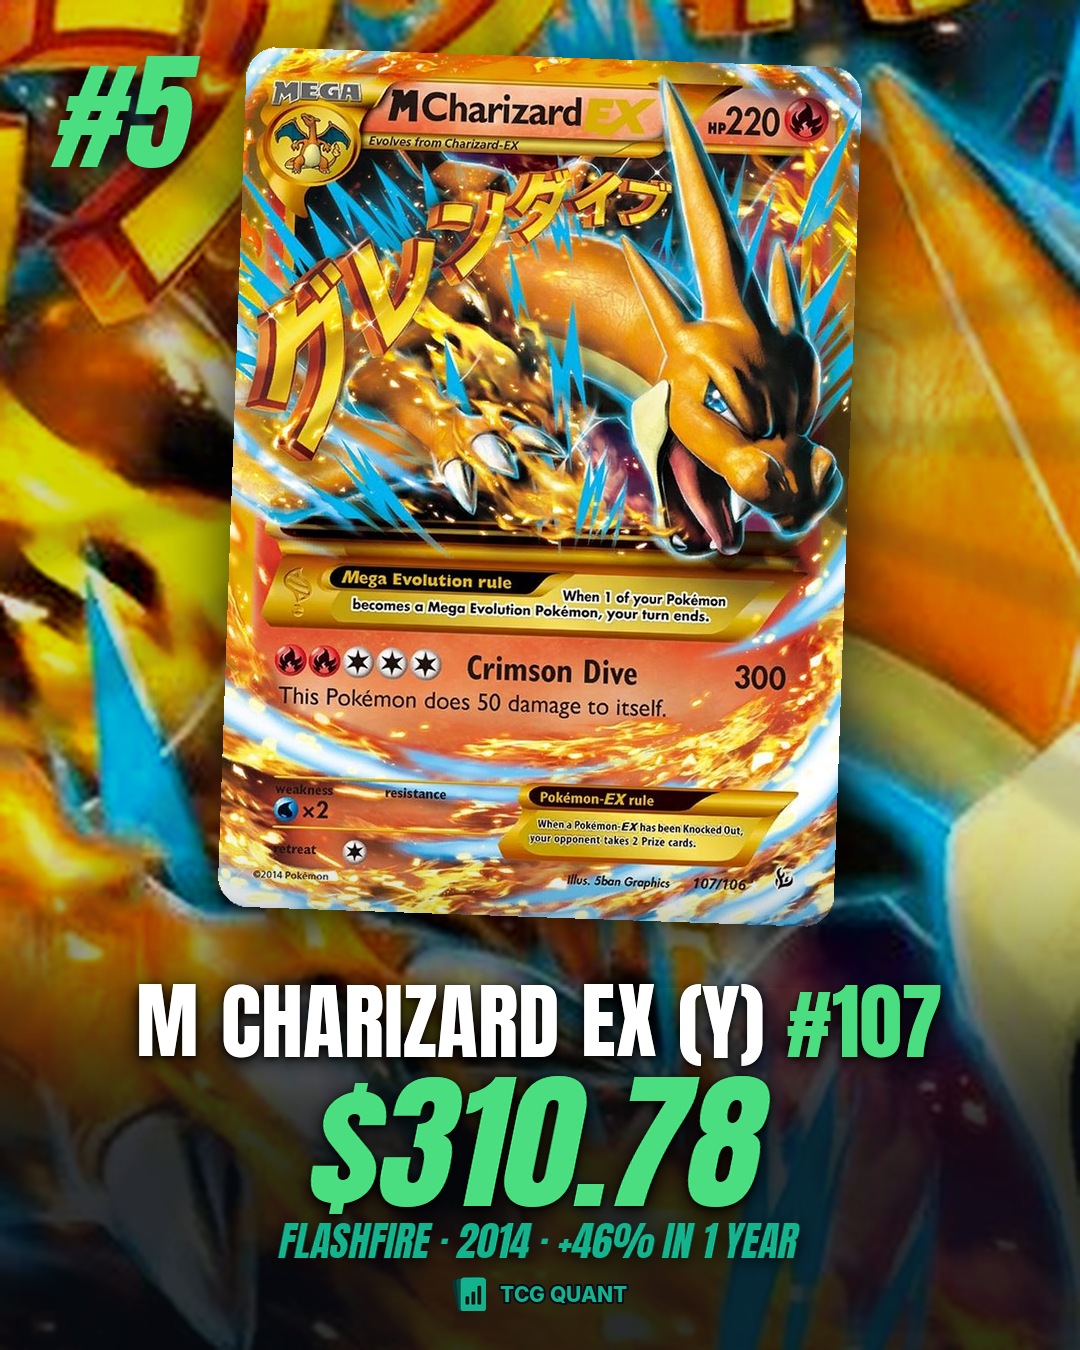 #5
MEGA
M Charizard EX
HP 220
Evolves from Charizard-EX
グレンダイブ
Mega Evolution rule
When 1 of your Pokémon
becomes a Mega Evolution Pokémon, your turn ends.
Crimson Dive 300
This Pokémon does 50 damage to itself.
weakness resistance
×2
retreat
Pokémon-EX rule
When a Pokémon-EX has been Knocked Out,
your opponent takes 2 Prize cards.
©2014 Pokémon
Illus. 5ban Graphics 107/106
M CHARIZARD EX (Y) #107
$310.78
FLASHFIRE · 2014 · +46% IN 1 YEAR
TCG QUANT